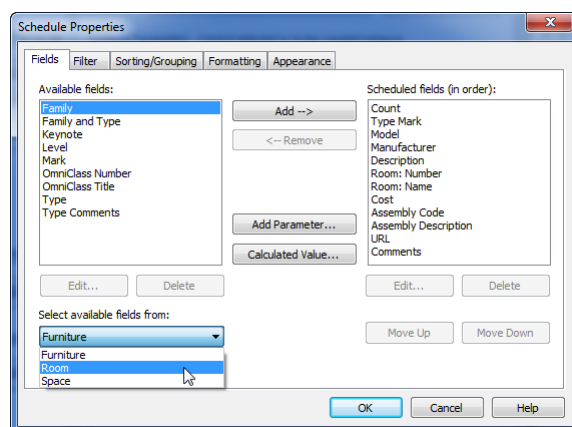 Schedule Properties
Fields Filter Sorting/Grouping Formatting Appearance
Available fields:
Family
Family and Type
Keynote
Level
Mark
OmniClass Number
OmniClass Title
Type
Type Comments
Add -->
<-- Remove
Add Parameter...
Calculated Value...
Scheduled fields (in order):
Count
Type Mark
Model
Manufacturer
Description
Room: Number
Room: Name
Cost
Assembly Code
Assembly Description
URL
Comments
Edit... Delete
Edit... Delete
Select available fields from:
Furniture
Furniture
Room
Space
Move Up Move Down
OK Cancel Help